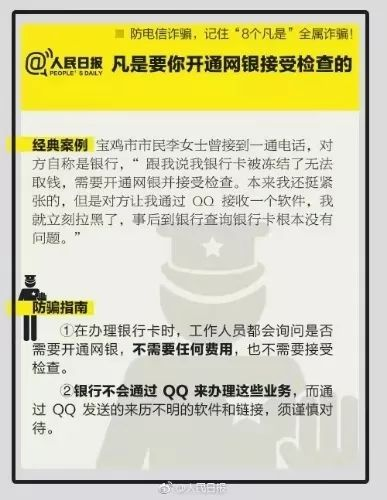 防电信诈骗,记住“8个凡是”全属诈骗!
@人民日报
PEOPLE'S DAILY
凡是要你开通网银接受检查的
经典案例 宝鸡市市民李女士曾接到一通电话,对
方自称是银行,“跟我说我银行卡被冻结了无法
取钱,需要开通网银并接受检查。本来我还挺紧
张的,但是对方让我通过 QQ 接收一个软件,我
就立刻拉黑了,事后到银行查询银行卡根本没有
问题。”
防骗指南
①在办理银行卡时,工作人员都会询问是否
需要开通网银,不需要任何费用,也不需要接受
检查。
②银行不会通过 QQ 来办理这些业务,而通
过 QQ 发送的来历不明的软件和链接,须谨慎对
待。
@人民日报